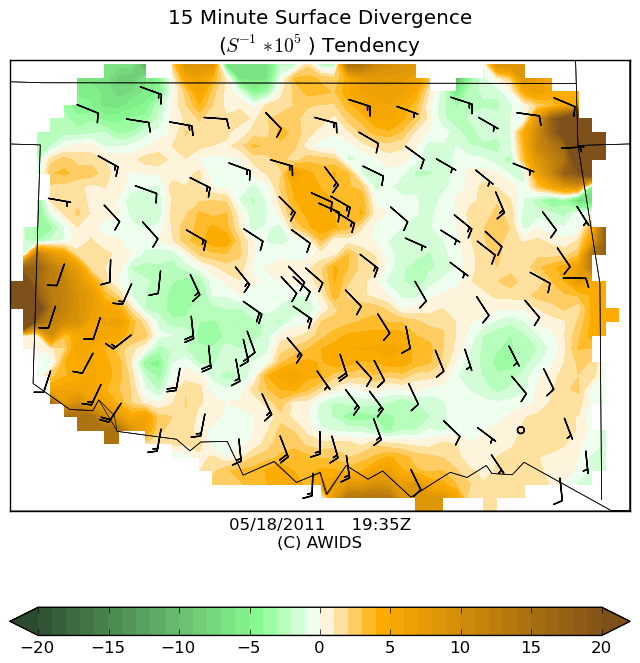 15 Minute Surface Divergence
(S⁻¹ * 10⁵ ) Tendency
05/18/2011 19:35Z
(C) AWIDS
−20 −15 −10 −5 0 5 10 15 20